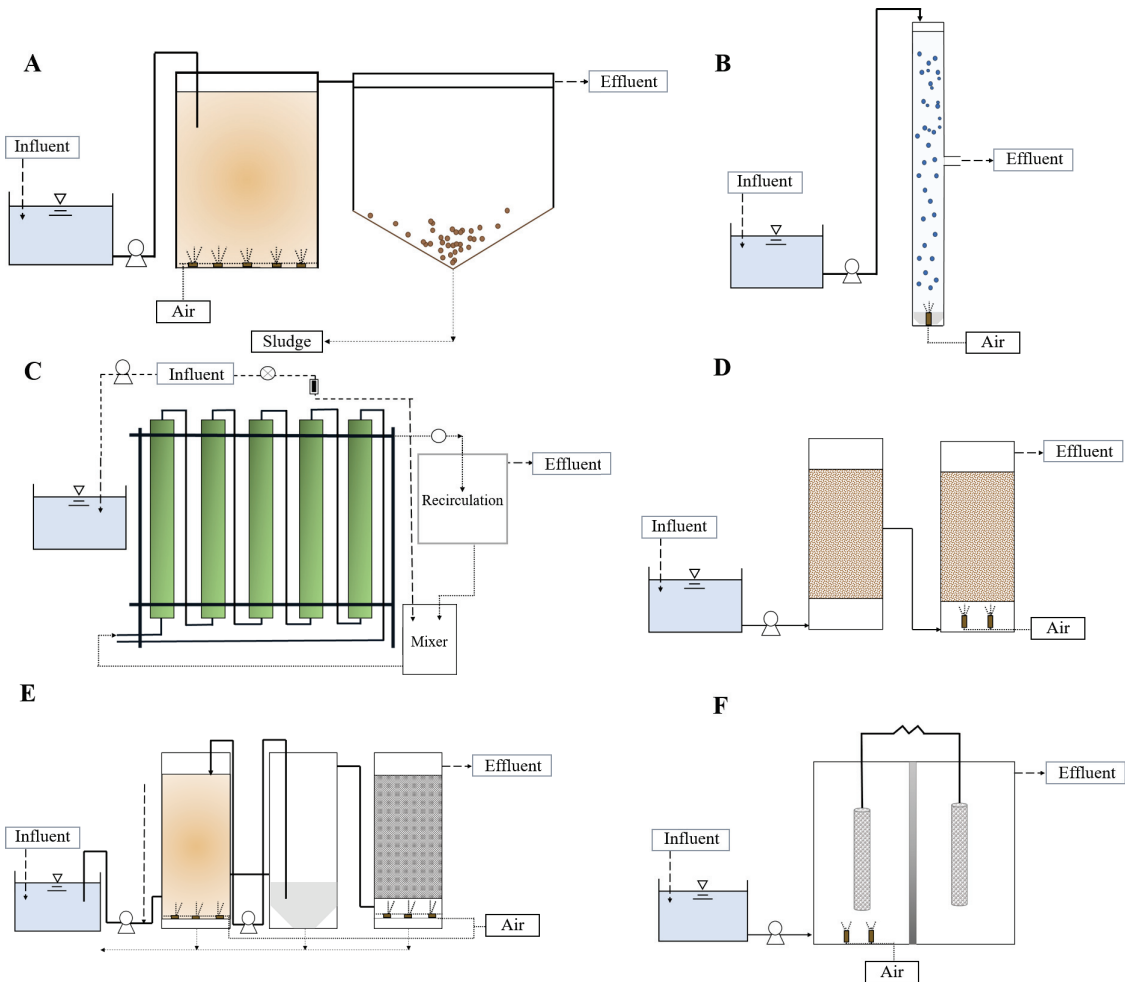 A
Influent
Effluent
Air
Sludge
B
Influent
Effluent
Air
C
Influent
Effluent
Recirculation
Mixer
D
Influent
Effluent
Air
E
Influent
Effluent
Air
F
Influent
Effluent
Air